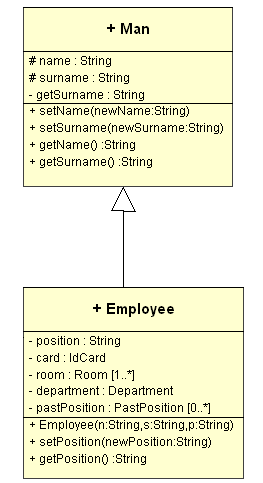 + Man
# name : String
# surname : String
- getSurname : String
+ setName(newName:String)
+ setSurname(newSurname:String)
+ getName() :String
+ getSurname() :String
+ Employee
- position : String
- card : IdCard
- room : Room [1..*]
- department : Department
- pastPosition : PastPosition [0..*]
+ Employee(n:String,s:String,p:String)
+ setPosition(newPosition:String)
+ getPosition() :String